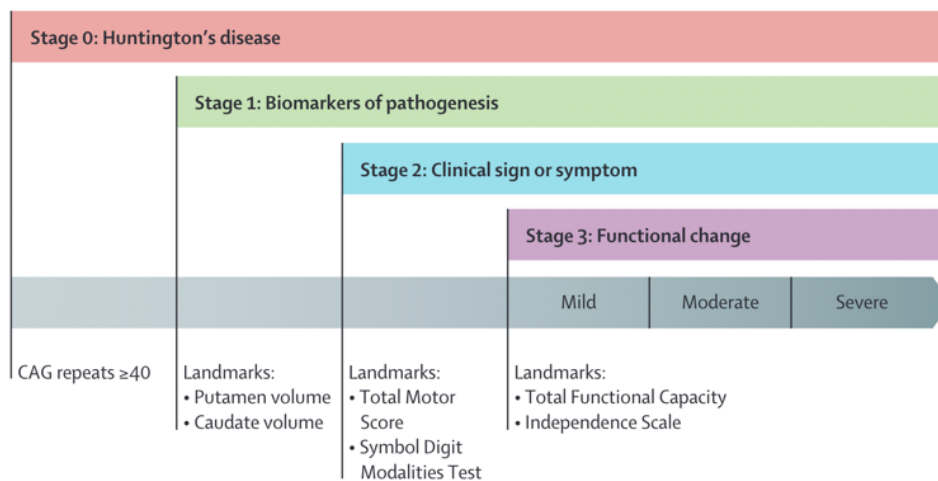 Stage 0: Huntington's disease
Stage 1: Biomarkers of pathogenesis
Stage 2: Clinical sign or symptom
Stage 3: Functional change
Mild
Moderate
Severe
CAG repeats ≥40
Landmarks:
• Putamen volume
• Caudate volume
Landmarks:
• Total Motor
Score
• Symbol Digit
Modalities Test
Landmarks:
• Total Functional Capacity
• Independence Scale